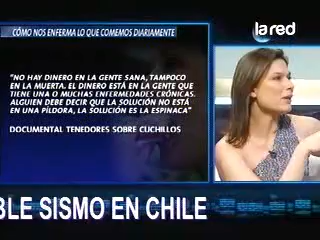 CÓMO NOS ENFERMA LO QUE COMEMOS DIARIAMENTE
la red
"NO HAY DINERO EN LA GENTE SANA, TAMPOCO
EN LA MUERTA. EL DINERO ESTÁ EN LA GENTE QUE
TIENE UNA O MUCHAS ENFERMEDADES CRÓNICAS.
ALGUIEN DEBE DECIR QUE LA SOLUCIÓN NO ESTÁ
EN UNA PÍLDORA, LA SOLUCIÓN ES LA ESPINACA"
DOCUMENTAL TENEDORES SOBRE CUCHILLOS
BLE SISMO EN CHILE